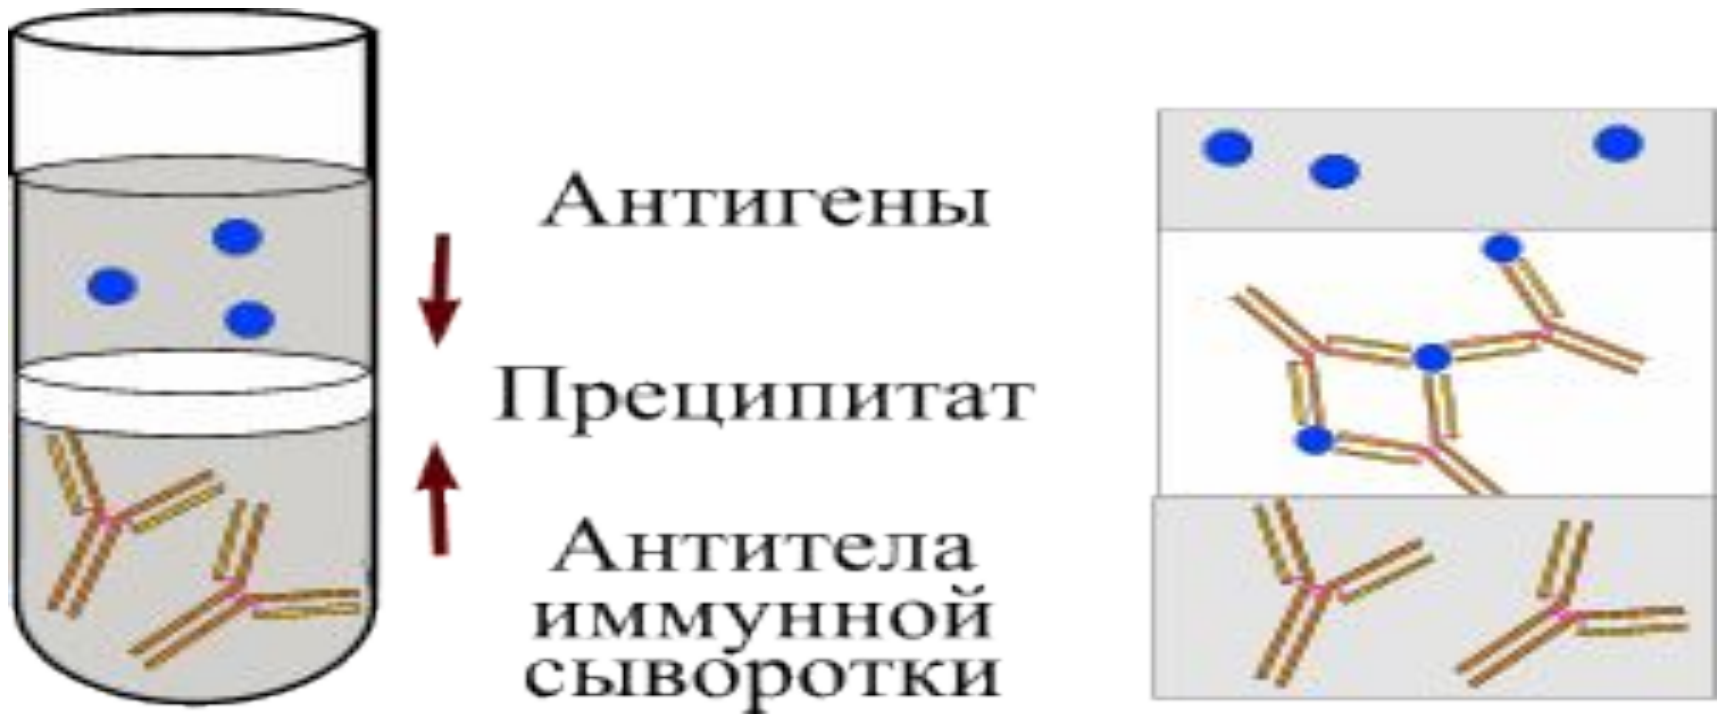 Антигены
Преципитат
Антитела
иммунной
сыворотки